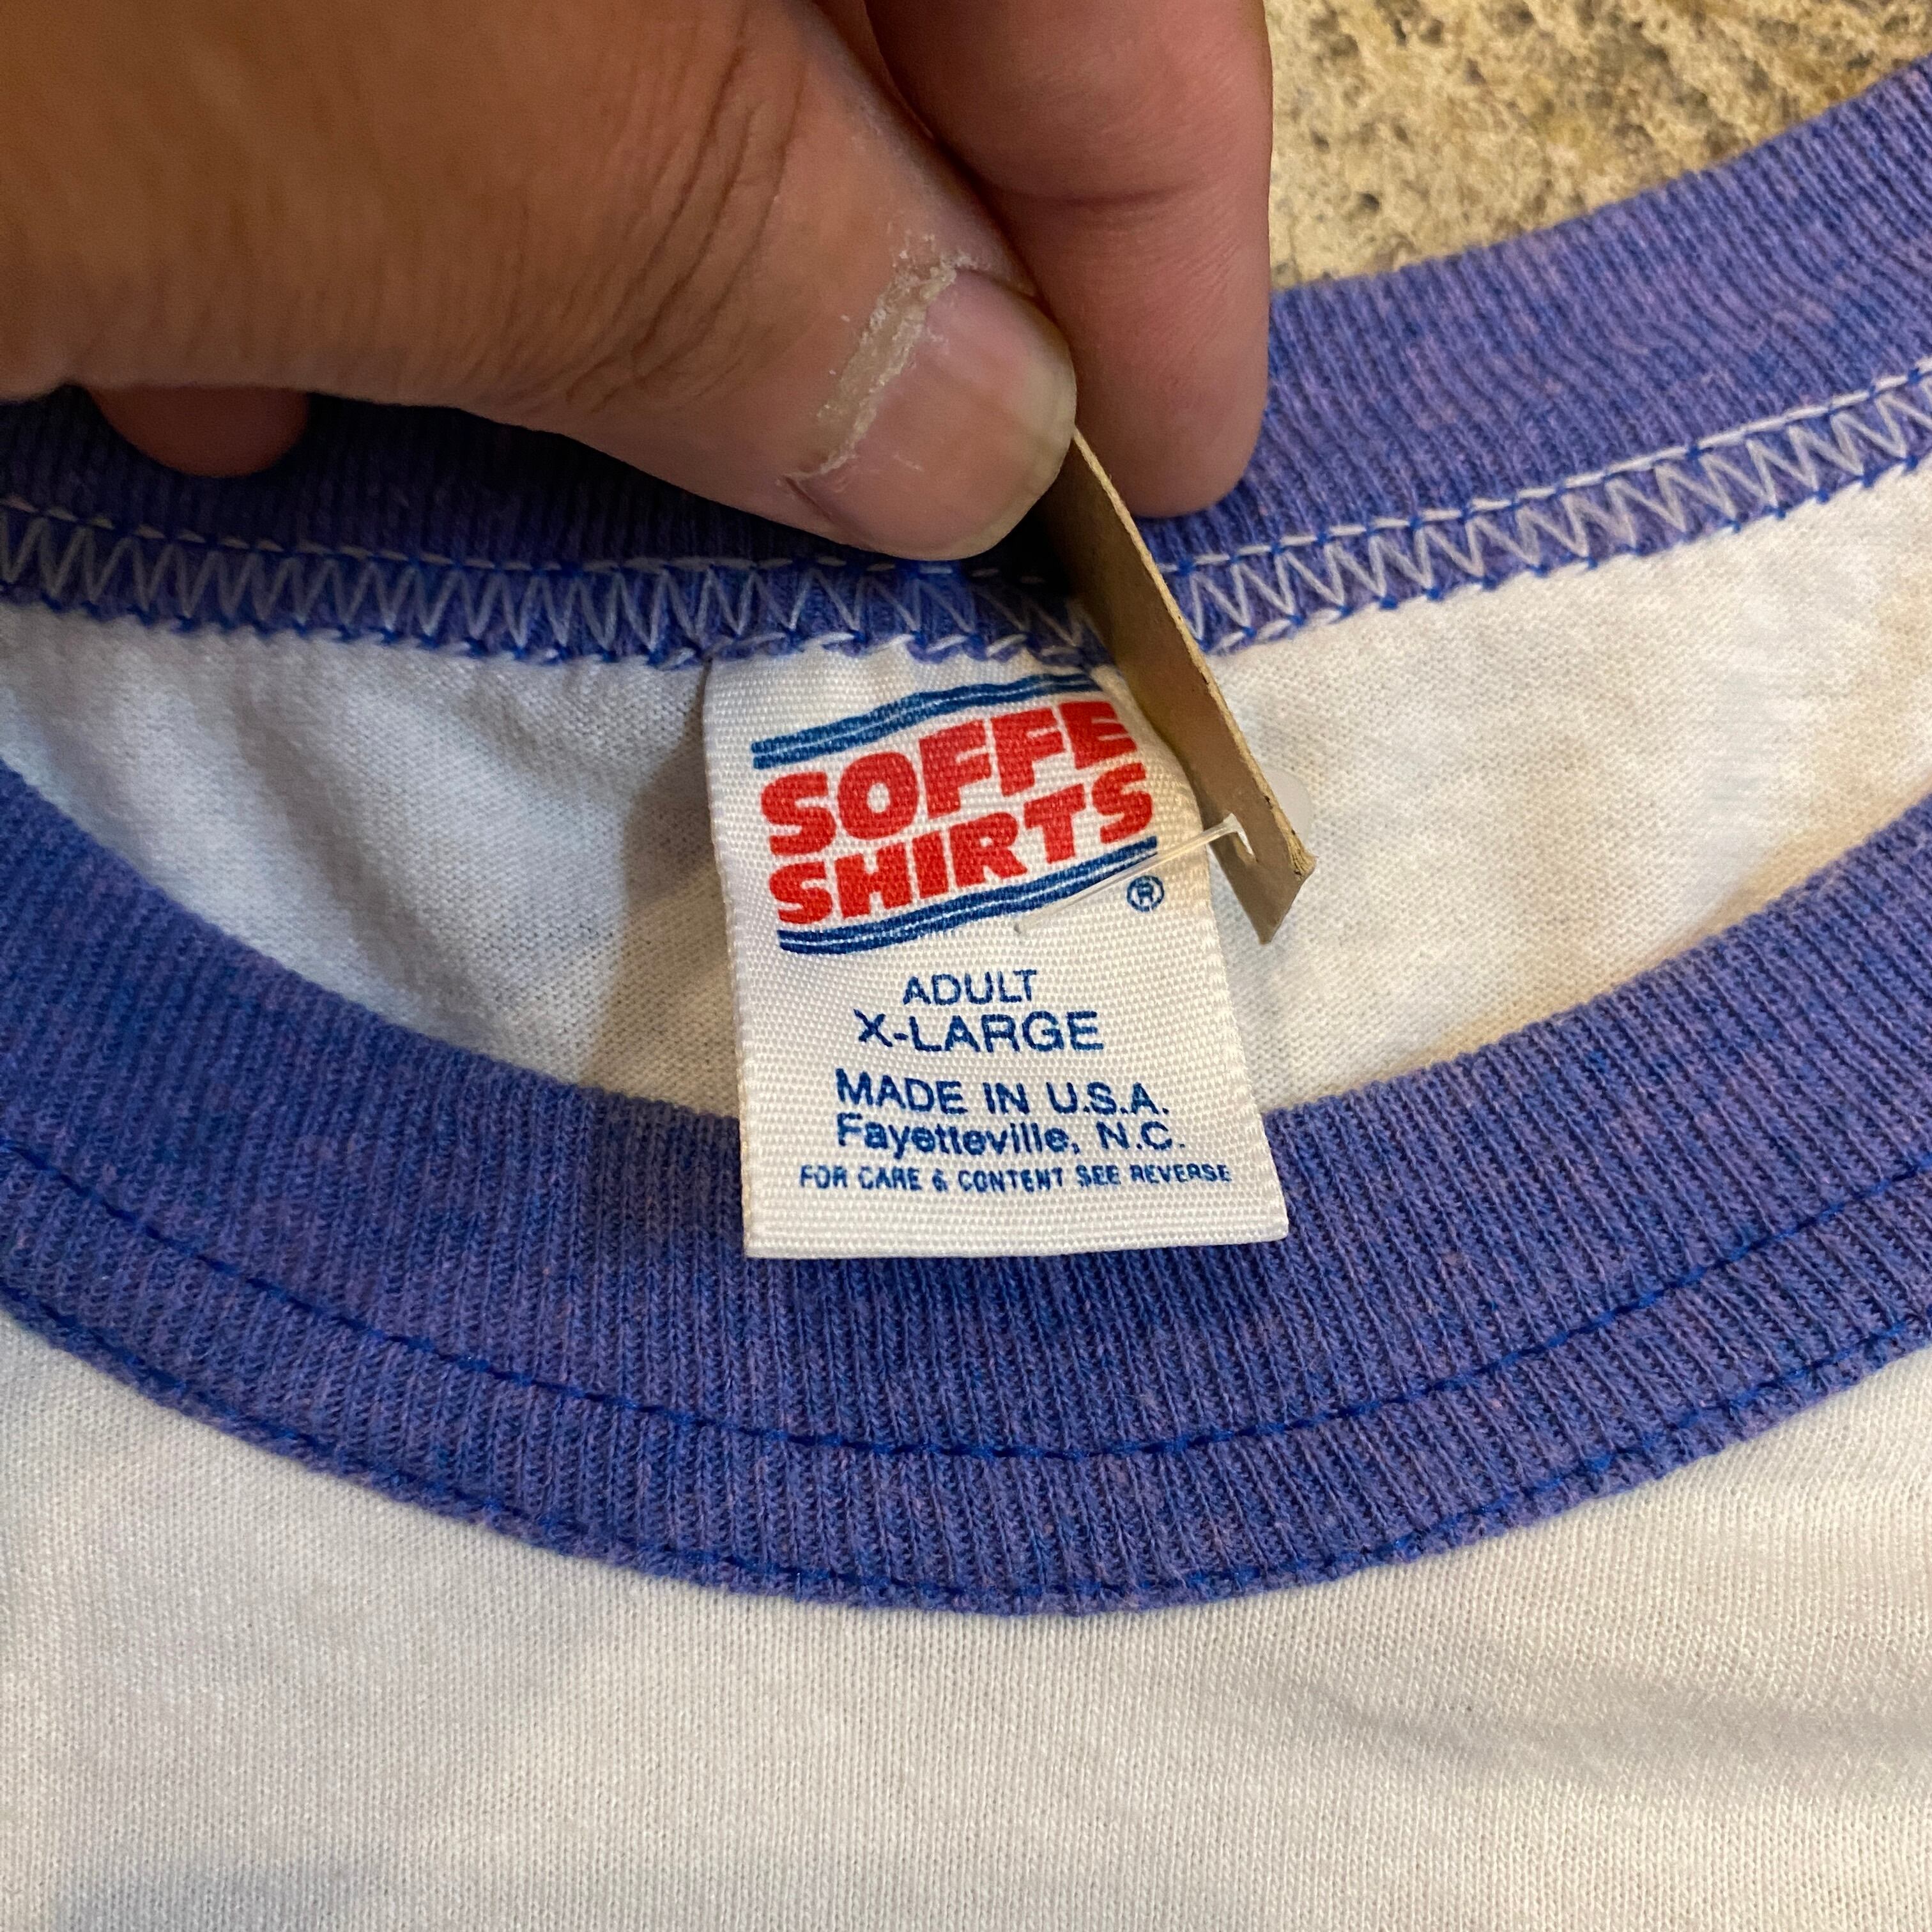 SOFFE
SHIRTS
®
ADULT
X-LARGE
MADE IN U.S.A.
Fayetteville, N.C.
FOR CARE & CONTENT SEE REVERSE